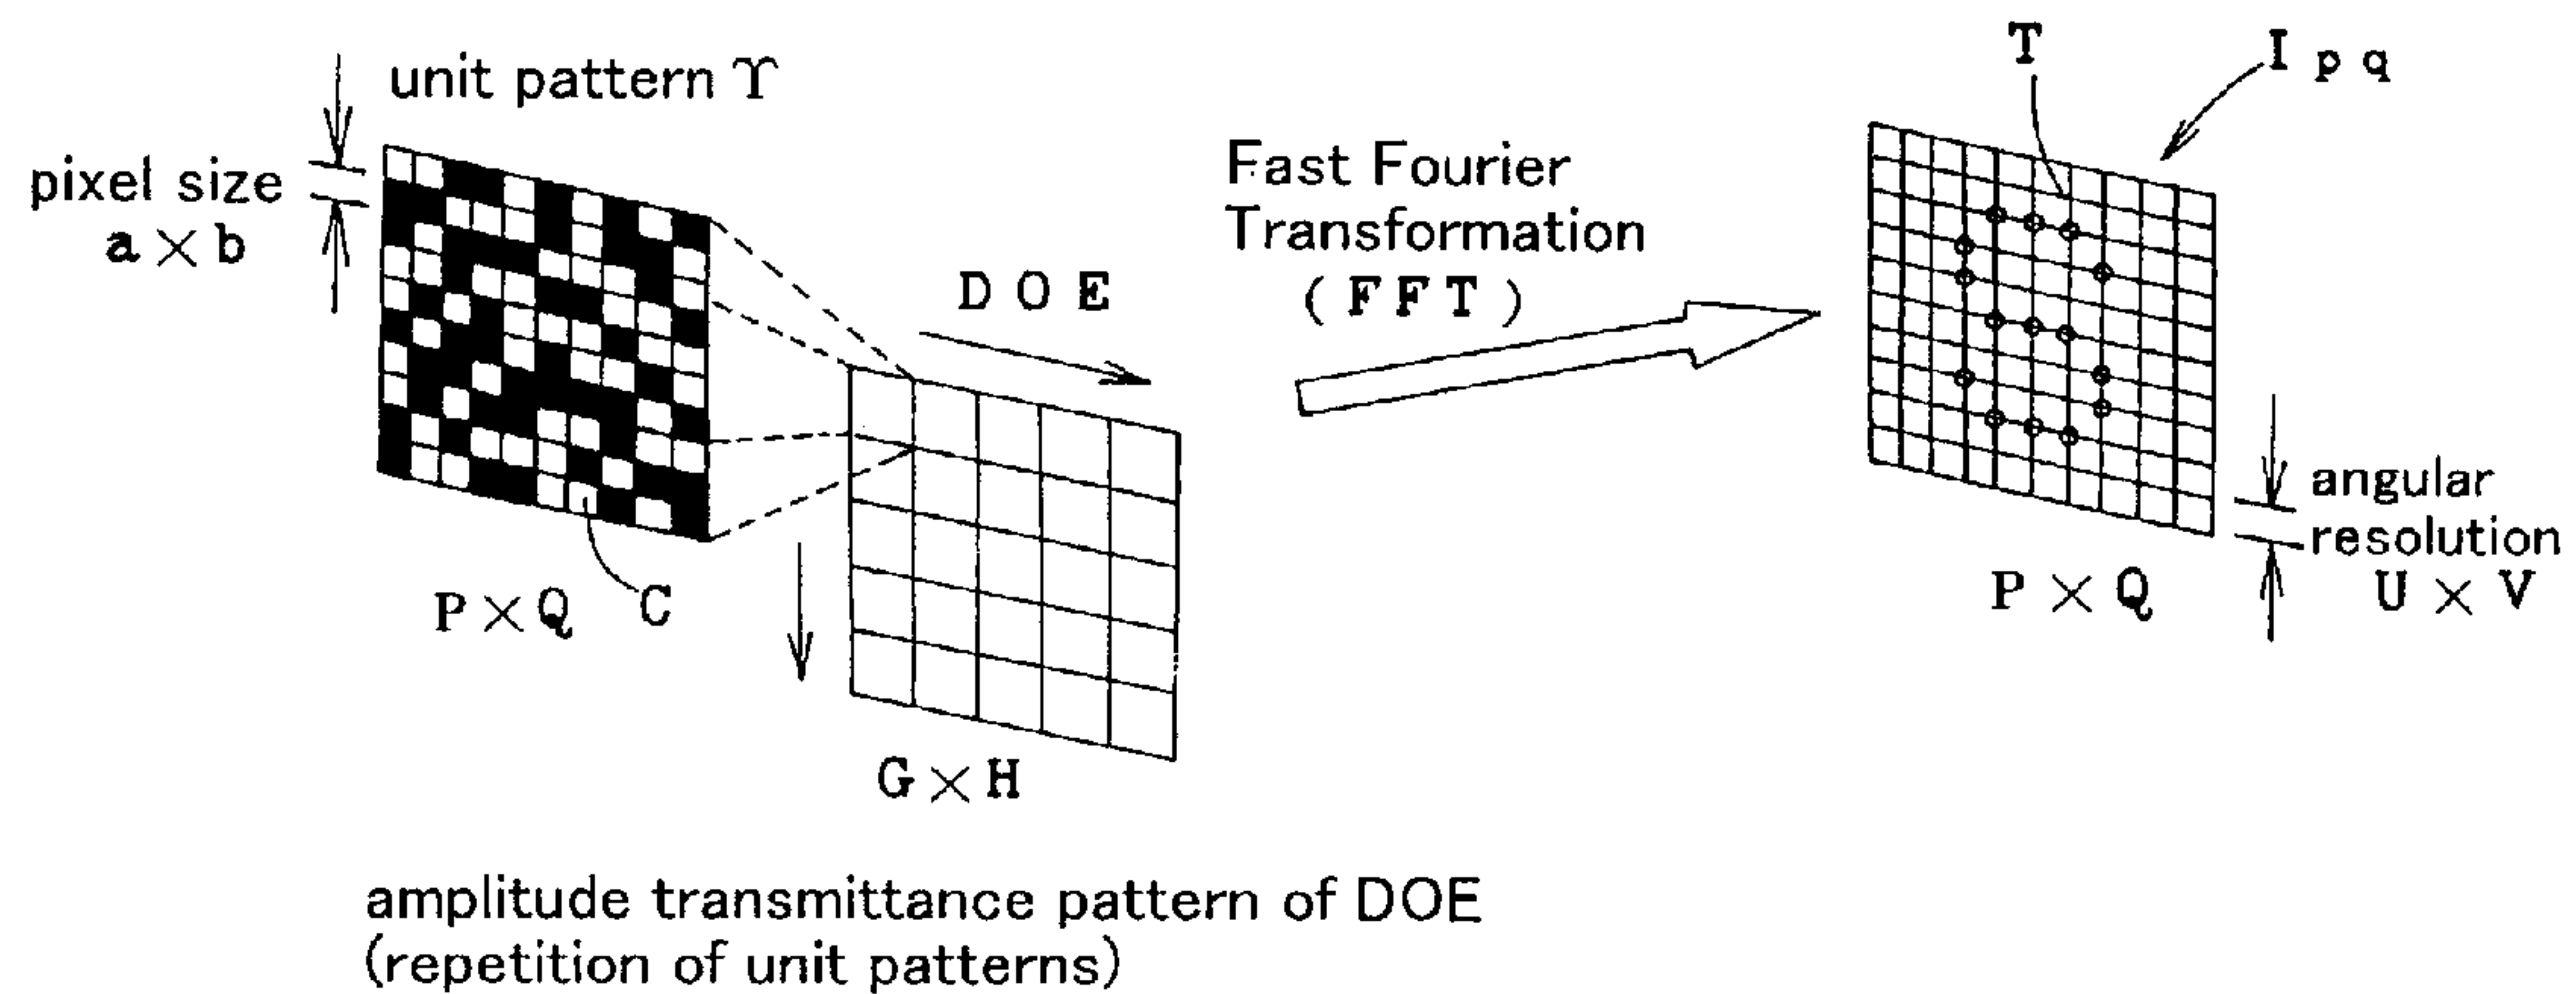 unit pattern ϒ
pixel size
a × b
P × Q
C
D O E
G × H
Fast Fourier
Transformation
( F F T )
T
I p q
angular
resolution
U × V
P × Q
amplitude transmittance pattern of DOE
(repetition of unit patterns)